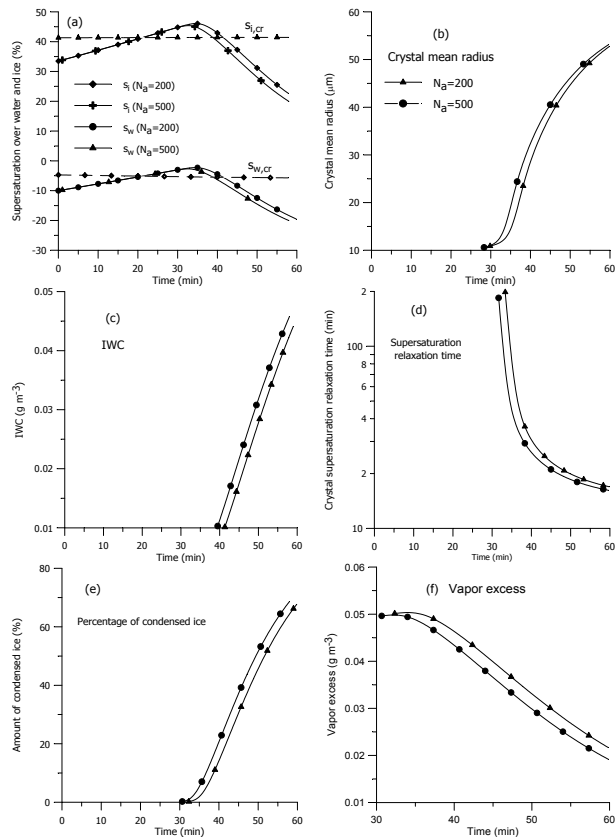 (a)
s_i,cr
s_i (N_a=200)
s_i (N_a=500)
s_w (N_a=200)
s_w (N_a=500)
s_w,cr
50
40
30
20
10
0
-10
-20
-30
Supersaturation over water and ice (%)
0 10 20 30 40 50 60
Time (min)
(b)
Crystal mean radius
N_a=200
N_a=500
60
50
40
30
20
10
Crystal mean radius (μm)
0 10 20 30 40 50 60
Time (min)
(c)
IWC
0.05
0.04
0.03
0.02
0.01
IWC (g m⁻³)
0 10 20 30 40 50 60
Time (min)
(d)
Supersaturation
relaxation time
2
100
8
6
4
2
10
Crystal supersaturation relaxation time (min)
0 10 20 30 40 50 60
Time (min)
(e)
Percentage of condensed ice
100
80
60
40
20
0
Amount of condensed ice (%)
0 10 20 30 40 50 60
Time (min)
(f) Vapor excess
0.06
0.05
0.04
0.03
0.02
0.01
Vapor excess (g m⁻³)
30 40 50 60
Time (min)